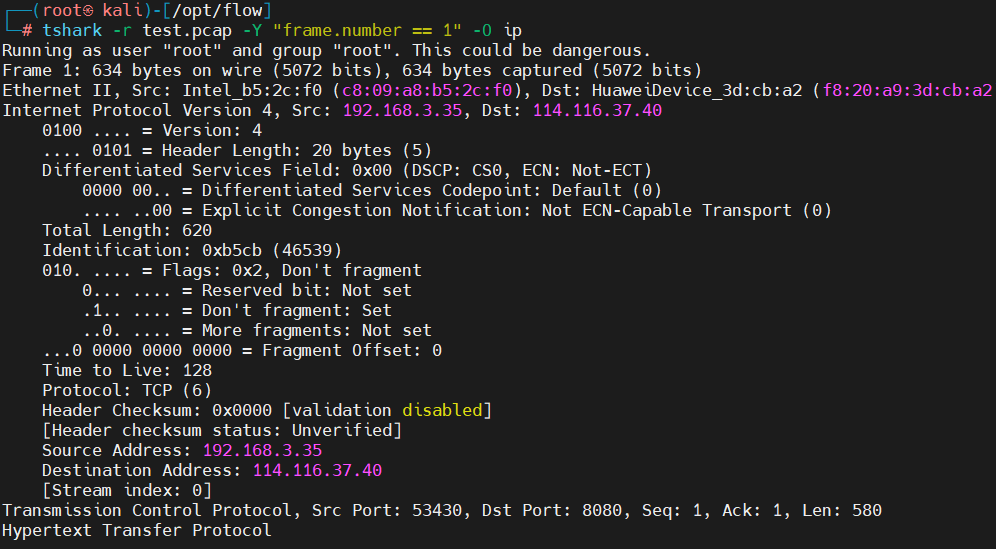 ┌──(root㉿ kali)-[/opt/flow]
└─# tshark -r test.pcap -Y "frame.number == 1" -O ip
Running as user "root" and group "root". This could be dangerous.
Frame 1: 634 bytes on wire (5072 bits), 634 bytes captured (5072 bits)
Ethernet II, Src: Intel_b5:2c:f0 (c8:09:a8:b5:2c:f0), Dst: HuaweiDevice_3d:cb:a2 (f8:20:a9:3d:cb:a2
Internet Protocol Version 4, Src: 192.168.3.35, Dst: 114.116.37.40
    0100 .... = Version: 4
    .... 0101 = Header Length: 20 bytes (5)
    Differentiated Services Field: 0x00 (DSCP: CS0, ECN: Not-ECT)
        0000 00.. = Differentiated Services Codepoint: Default (0)
        .... ..00 = Explicit Congestion Notification: Not ECN-Capable Transport (0)
    Total Length: 620
    Identification: 0xb5cb (46539)
    010. .... = Flags: 0x2, Don't fragment
        0... .... = Reserved bit: Not set
        .1.. .... = Don't fragment: Set
        ..0. .... = More fragments: Not set
    ...0 0000 0000 0000 = Fragment Offset: 0
    Time to Live: 128
    Protocol: TCP (6)
    Header Checksum: 0x0000 [validation disabled]
    [Header checksum status: Unverified]
    Source Address: 192.168.3.35
    Destination Address: 114.116.37.40
    [Stream index: 0]
Transmission Control Protocol, Src Port: 53430, Dst Port: 8080, Seq: 1, Ack: 1, Len: 580
Hypertext Transfer Protocol